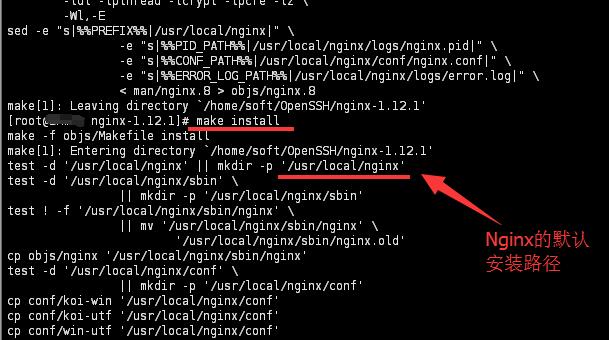 -ldl -lpthread -lcrypt -lpcre -lz \
-Wl,-E
sed -e "s|%%PREFIX%%|/usr/local/nginx|" \
-e "s|%%PID_PATH%%|/usr/local/nginx/logs/nginx.pid|" \
-e "s|%%CONF_PATH%%|/usr/local/nginx/conf/nginx.conf|" \
-e "s|%%ERROR_LOG_PATH%%|/usr/local/nginx/logs/error.log|" \
< man/nginx.8 > objs/nginx.8
make[1]: Leaving directory `/home/soft/OpenSSH/nginx-1.12.1'
[root@ nginx-1.12.1]# make install
make -f objs/Makefile install
make[1]: Entering directory `/home/soft/OpenSSH/nginx-1.12.1'
test -d '/usr/local/nginx' || mkdir -p '/usr/local/nginx'
test -d '/usr/local/nginx/sbin' \
|| mkdir -p '/usr/local/nginx/sbin'
test ! -f '/usr/local/nginx/sbin/nginx' \
|| mv '/usr/local/nginx/sbin/nginx' \
'/usr/local/nginx/sbin/nginx.old'
cp objs/nginx '/usr/local/nginx/sbin/nginx'
test -d '/usr/local/nginx/conf' \
|| mkdir -p '/usr/local/nginx/conf'
cp conf/koi-win '/usr/local/nginx/conf'
cp conf/koi-utf '/usr/local/nginx/conf'
cp conf/win-utf '/usr/local/nginx/conf'
Nginx的默认
安装路径